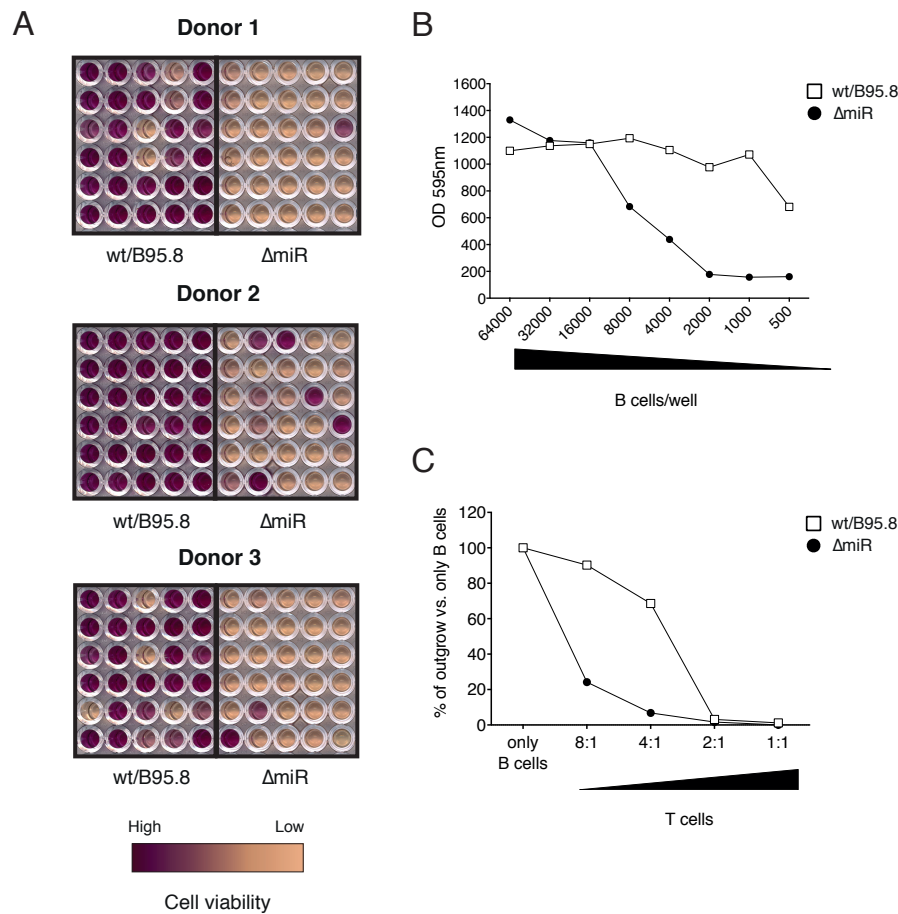 A
Donor 1
wt/B95.8 ΔmiR
Donor 2
wt/B95.8 ΔmiR
Donor 3
wt/B95.8 ΔmiR
High Low
Cell viability
B
1600
1400
1200
1000
800
600
400
200
0
OD 595nm
64000 32000 16000 8000 4000 2000 1000 500
B cells/well
wt/B95.8
ΔmiR
C
120
100
80
60
40
20
0
% of outgrow vs. only B cells
only 8:1 4:1 2:1 1:1
B cells
T cells
wt/B95.8
ΔmiR